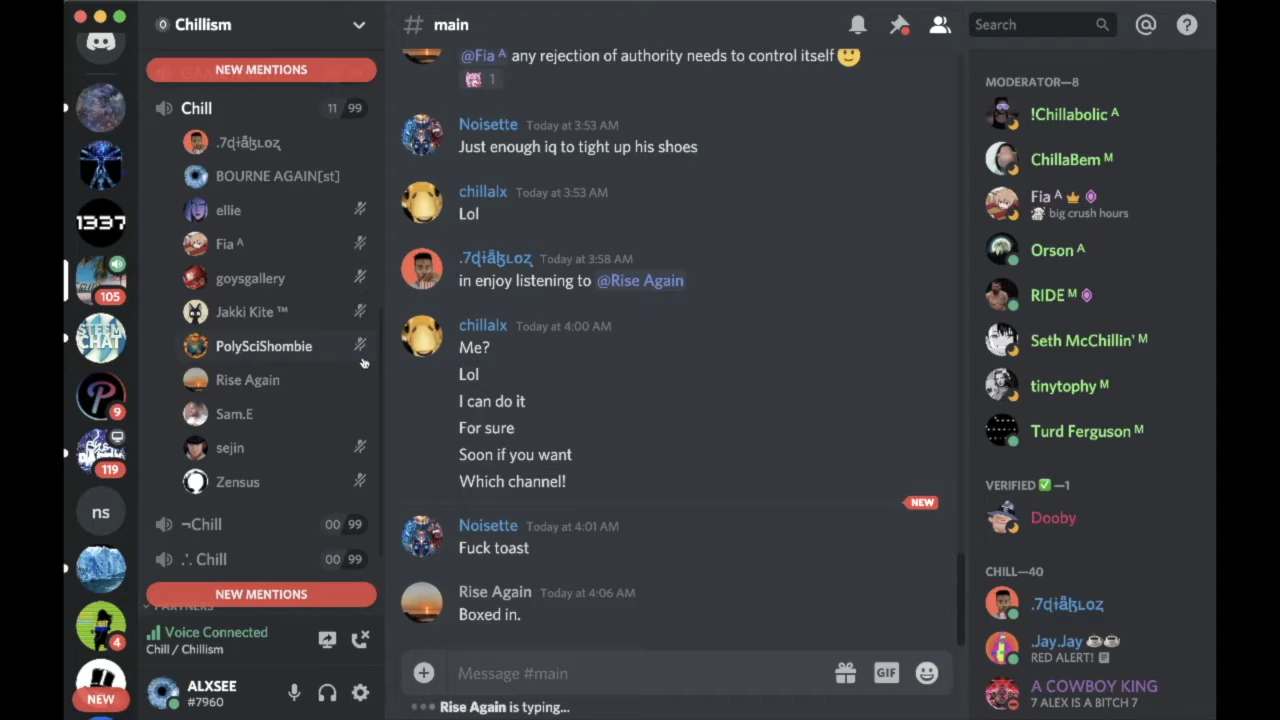 Chillism
NEW MENTIONS
Chill
11 99
BOURNE AGAIN[st]
ellie
Fia ᴬ
goysgallery
Jakki Kite ™
PolySciShombie
Rise Again
Sam.E
sejin
Zensus
¬Chill
00 99
∴ Chill
00 99
NEW MENTIONS
Voice Connected
Chill / Chillism
ALXSEE
#7960
1337
105
STEEM
CHAT
9
119
ns
4
NEW
# main
@Fia ᴬ any rejection of authority needs to control itself 🙂
1
Noisette Today at 3:53 AM
Just enough iq to tight up his shoes
chillalx Today at 3:53 AM
Lol
Today at 3:58 AM
in enjoy listening to @Rise Again
chillalx Today at 4:00 AM
Me?
Lol
I can do it
For sure
Soon if you want
Which channel!
NEW
Noisette Today at 4:01 AM
Fuck toast
Rise Again Today at 4:06 AM
Boxed in.
Message #main
GIF
Rise Again is typing...
Search
MODERATOR—8
!Chillabolic ᴬ
ChillaBem ᴹ
Fia ᴬ
big crush hours
Orson ᴬ
RIDE ᴹ
Seth McChillin' ᴹ
tinytophy ᴹ
Turd Ferguson ᴹ
VERIFIED ✅—1
Dooby
CHILL—40
.Jay.Jay ☕☕
RED ALERT!
A COWBOY KING
7 ALEX IS A BITCH 7